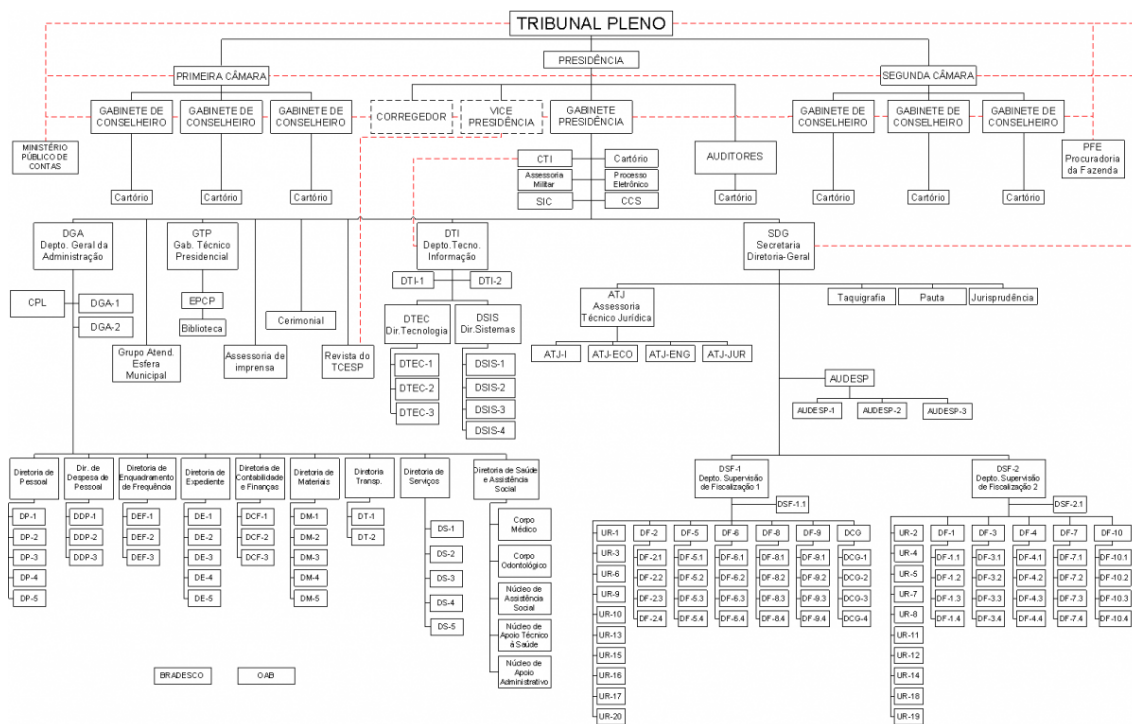 TRIBUNAL PLENO
PRESIDÊNCIA
PRIMEIRA CÂMARA
SEGUNDA CÂMARA
GABINETE DE
CONSELHEIRO
GABINETE DE
CONSELHEIRO
GABINETE DE
CONSELHEIRO
CORREGEDOR
VICE
PRESIDÊNCIA
GABINETE
PRESIDÊNCIA
GABINETE DE
CONSELHEIRO
GABINETE DE
CONSELHEIRO
GABINETE DE
CONSELHEIRO
MINISTÉRIO
PÚBLICO DE
CONTAS
CTI
Cartório
AUDITORES
PFE
Procuradoria
da Fazenda
Assessoria
Militar
Processo
Eletrônico
SIC
CCS
Cartório
Cartório
Cartório
Cartório
Cartório
Cartório
Cartório
DGA
Depto. Geral da
Administração
GTP
Gab. Técnico
Presidencial
DTI
Depto.Tecno.
Informação
SDG
Secretaria
Diretoria-Geral
DTI-1
DTI-2
CPL
DGA-1
DGA-2
EPCP
Biblioteca
Cerimonial
ATJ
Assessoria
Técnico Jurídica
Taquigrafia
Pauta
Jurisprudência
DTEC
Dir.Tecnologia
DSIS
Dir.Sistemas
Grupo Atend.
Esfera
Municipal
Assessoria de
imprensa
Revista do
TCESP
ATJ-I
ATJ-ECO
ATJ-ENG
ATJ-JUR
DTEC-1
DTEC-2
DTEC-3
DSIS-1
DSIS-2
DSIS-3
DSIS-4
AUDESP
AUDESP-1
AUDESP-2
AUDESP-3
Diretoria de
Pessoal
Dir. de
Despesa de
Pessoal
Diretoria de
Enquadramento
de Frequência
Diretoria de
Expediente
Diretoria de
Contabilidade
e Finanças
Diretoria de
Materiais
Diretoria
Transp.
Diretoria de
Serviços
Diretoria de Saúde
e Assistência
Social
DP-1
DP-2
DP-3
DP-4
DP-5
DDP-1
DDP-2
DDP-3
DEF-1
DEF-2
DEF-3
DE-1
DE-2
DE-3
DE-4
DE-5
DCF-1
DCF-2
DCF-3
DM-1
DM-2
DM-3
DM-4
DM-5
DT-1
DT-2
DS-1
DS-2
DS-3
DS-4
DS-5
Corpo
Médico
Corpo
Odontológico
Núcleo de
Assistência
Social
Núcleo de
Apoio Técnico
á Saúde
Núcleo de
Apoio
Administrativo
BRADESCO
OAB
DSF-1
Depto. Supervisão
de Fiscalização 1
DSF-1.1
UR-1
UR-3
UR-6
UR-9
UR-10
UR-13
UR-15
UR-16
UR-17
UR-20
DF-2
DF-2.1
DF-2.2
DF-2.3
DF-2.4
DF-5
DF-5.1
DF-5.2
DF-5.3
DF-5.4
DF-6
DF-6.1
DF-6.2
DF-6.3
DF-6.4
DF-8
DF-8.1
DF-8.2
DF-8.3
DF-8.4
DF-9
DF-9.1
DF-9.2
DF-9.3
DF-9.4
DCG
DCG-1
DCG-2
DCG-3
DCG-4
DSF-2
Depto. Supervisão
de Fiscalização 2
DSF-2.1
UR-2
UR-4
UR-5
UR-7
UR-8
UR-11
UR-12
UR-14
UR-18
UR-19
DF-1
DF-1.1
DF-1.2
DF-1.3
DF-1.4
DF-3
DF-3.1
DF-3.2
DF-3.3
DF-3.4
DF-4
DF-4.1
DF-4.2
DF-4.3
DF-4.4
DF-7
DF-7.1
DF-7.2
DF-7.3
DF-7.4
DF-10
DF-10.1
DF-10.2
DF-10.3
DF-10.4